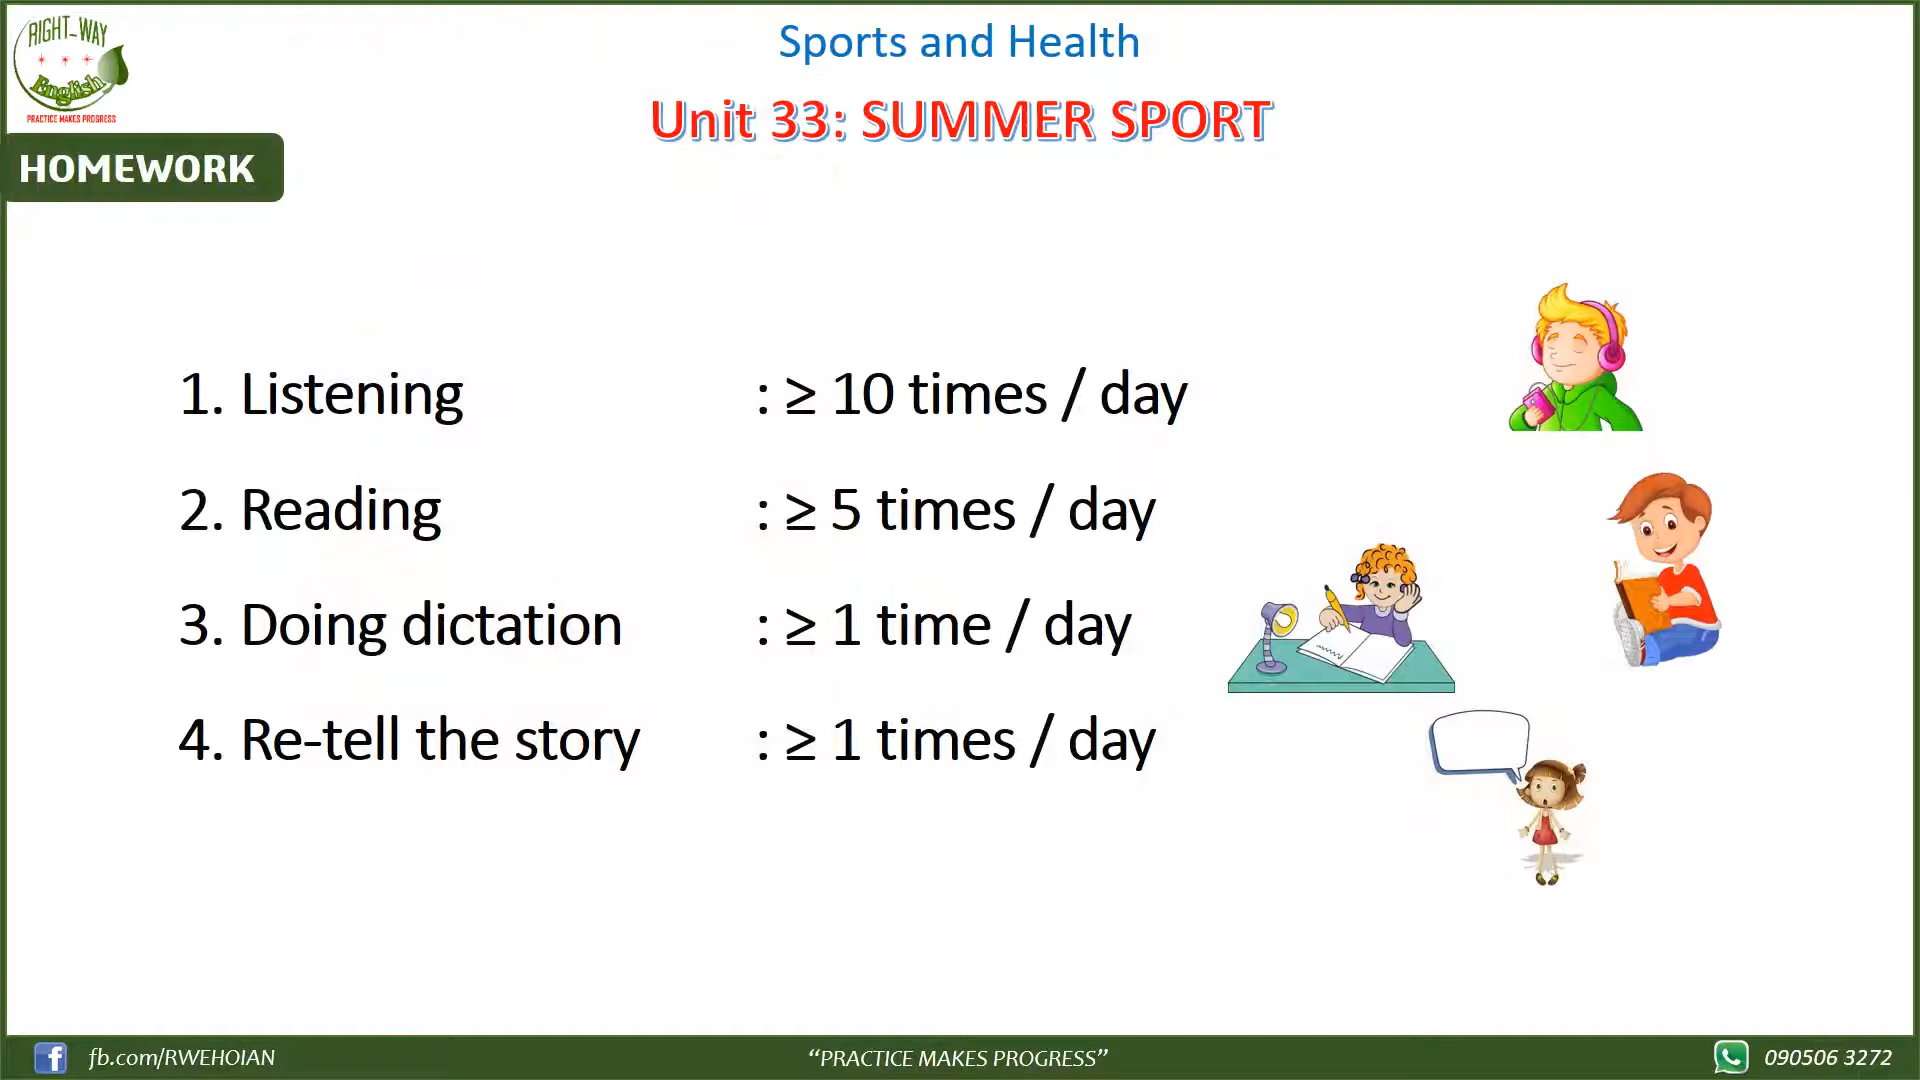 RIGHT_WAY
English
PRACTICE MAKES PROGRESS
Sports and Health
Unit 33: SUMMER SPORT
HOMEWORK
1. Listening : ≥ 10 times / day
2. Reading : ≥ 5 times / day
3. Doing dictation : ≥ 1 time / day
4. Re-tell the story : ≥ 1 times / day
fb.com/RWEHOIAN
“PRACTICE MAKES PROGRESS”
090506 3272